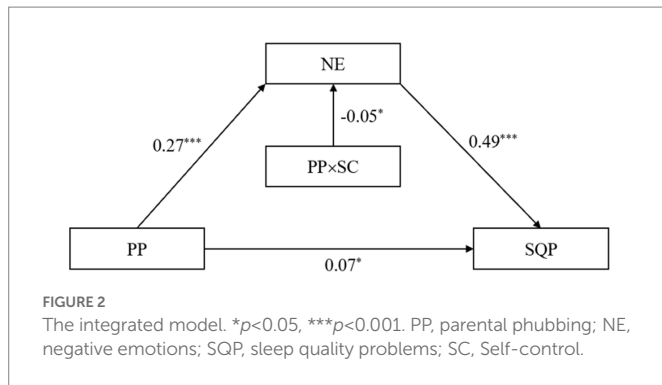 NE
-0.05*
0.27***
0.49***
PP×SC
PP
SQP
0.07*
FIGURE 2
The integrated model. *p<0.05, ***p<0.001. PP, parental phubbing; NE,
negative emotions; SQP, sleep quality problems; SC, Self-control.